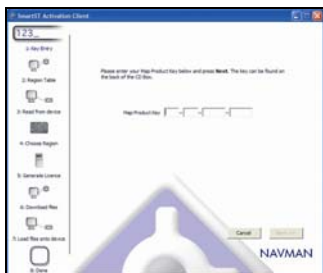 SmartST Activation Client
123_
1: Key Entry
2: Region Table
3: Read from device
4: Choose Region
5: Generate Licence
6: Download files
7: Load files onto device
8: Done
Please enter your Map Product Key below and press Next. The key can be found on
the back of the CD Box.
Map Product Key
Cancel
NAVMAN